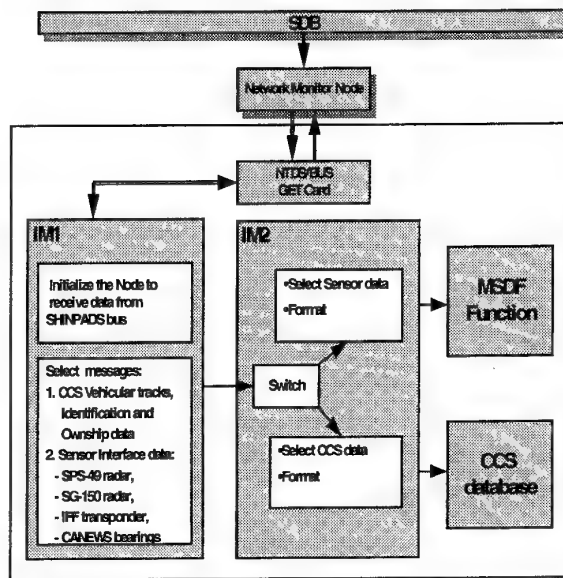 SDB
Network Monitor Node
NTDS/BUS
GET Card
IM1
Initialize the Node to
receive data from
SHINPADS bus
Select messages:
1. CCS Vehicular tracks,
Identification and
Ownship data
2. Sensor Interface data:
- SPS-49 radar,
- SG-150 radar,
- IFF transponder,
- CANEWS bearings
IM2
•Select Sensor data
•Format
Switch
•Select CCS data
•Format
MSDF
Function
CCS
database